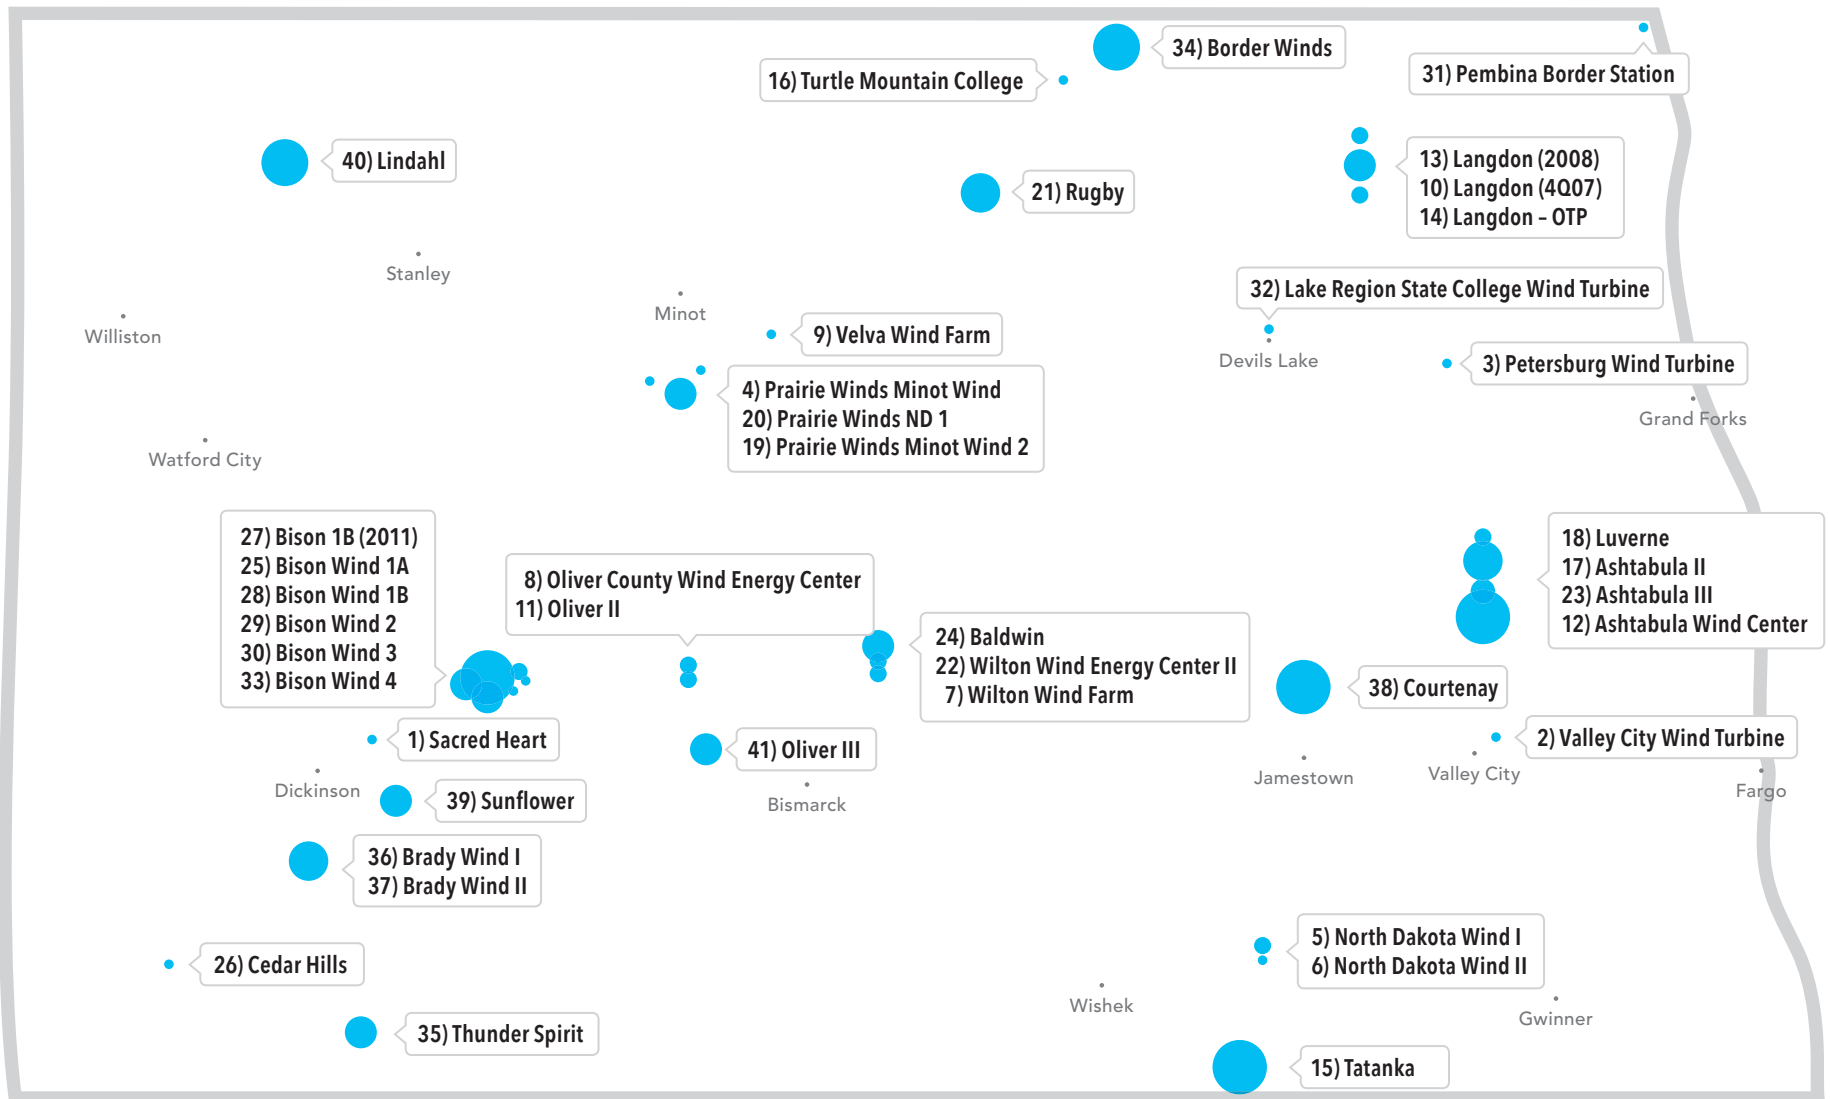 34) Border Winds
31) Pembina Border Station
16) Turtle Mountain College
40) Lindahl
13) Langdon (2008)
10) Langdon (4Q07)
14) Langdon – OTP
21) Rugby
Stanley
Minot
Williston
32) Lake Region State College Wind Turbine
9) Velva Wind Farm
Devils Lake
3) Petersburg Wind Turbine
4) Prairie Winds Minot Wind
20) Prairie Winds ND 1
19) Prairie Winds Minot Wind 2
Grand Forks
Watford City
27) Bison 1B (2011)
25) Bison Wind 1A
28) Bison Wind 1B
29) Bison Wind 2
30) Bison Wind 3
33) Bison Wind 4
8) Oliver County Wind Energy Center
11) Oliver II
18) Luverne
17) Ashtabula II
23) Ashtabula III
12) Ashtabula Wind Center
24) Baldwin
22) Wilton Wind Energy Center II
7) Wilton Wind Farm
38) Courtenay
1) Sacred Heart
41) Oliver III
2) Valley City Wind Turbine
Dickinson
Bismarck
Jamestown
Valley City
Fargo
39) Sunflower
36) Brady Wind I
37) Brady Wind II
26) Cedar Hills
5) North Dakota Wind I
6) North Dakota Wind II
Wishek
Gwinner
35) Thunder Spirit
15) Tatanka